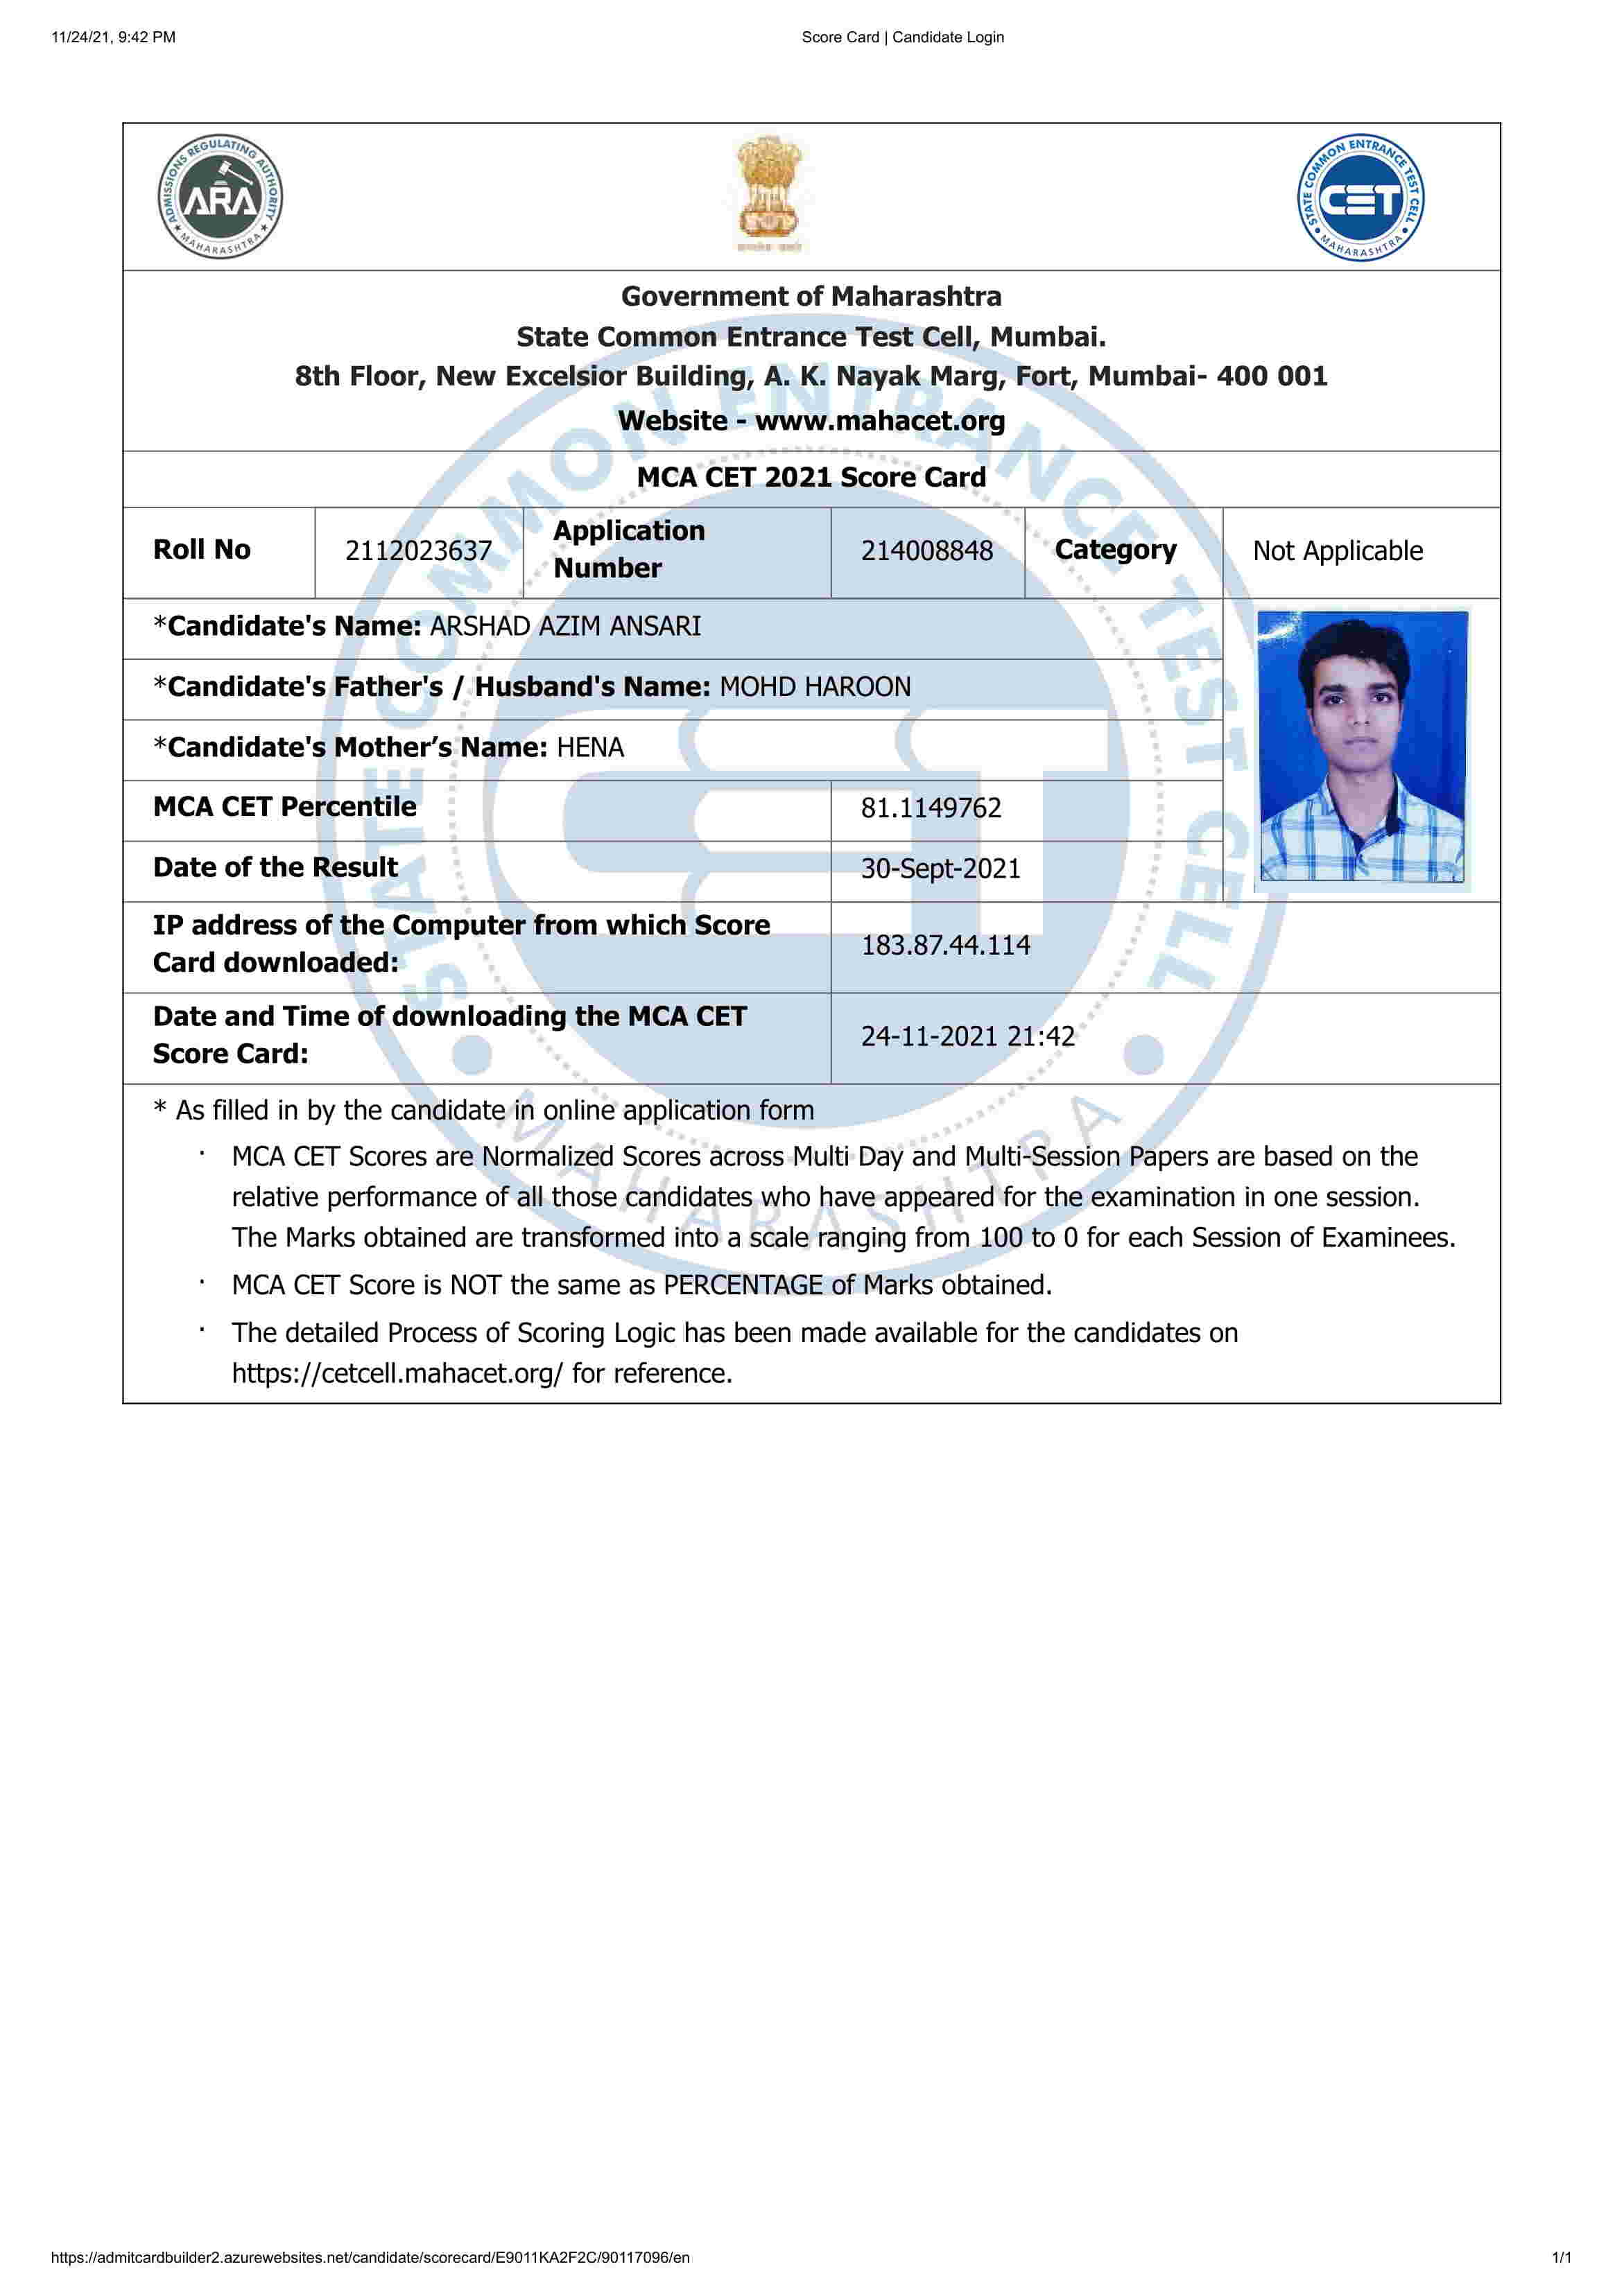 11/24/21, 9:42 PM
Score Card | Candidate Login
ADMISSIONS REGULATING AUTHORITY
ARA
MAHARASHTRA
STATE COMMON ENTRANCE TEST CELL
CET
MAHARASHTRA
Government of Maharashtra
State Common Entrance Test Cell, Mumbai.
8th Floor, New Excelsior Building, A. K. Nayak Marg, Fort, Mumbai- 400 001
Website - www.mahacet.org
MCA CET 2021 Score Card
Roll No 2112023637 Application Number 214008848 Category Not Applicable
*Candidate's Name: ARSHAD AZIM ANSARI
*Candidate's Father's / Husband's Name: MOHD HAROON
*Candidate's Mother’s Name: HENA
MCA CET Percentile 81.1149762
Date of the Result 30-Sept-2021
IP address of the Computer from which Score
Card downloaded: 183.87.44.114
Date and Time of downloading the MCA CET
Score Card: 24-11-2021 21:42
* As filled in by the candidate in online application form
· MCA CET Scores are Normalized Scores across Multi Day and Multi-Session Papers are based on the
relative performance of all those candidates who have appeared for the examination in one session.
The Marks obtained are transformed into a scale ranging from 100 to 0 for each Session of Examinees.
· MCA CET Score is NOT the same as PERCENTAGE of Marks obtained.
· The detailed Process of Scoring Logic has been made available for the candidates on
https://cetcell.mahacet.org/ for reference.
STATE COMMON ENTRANCE TEST CELL
CET
MAHARASHTRA
https://admitcardbuilder2.azurewebsites.net/candidate/scorecard/E9011KA2F2C/90117096/en
1/1